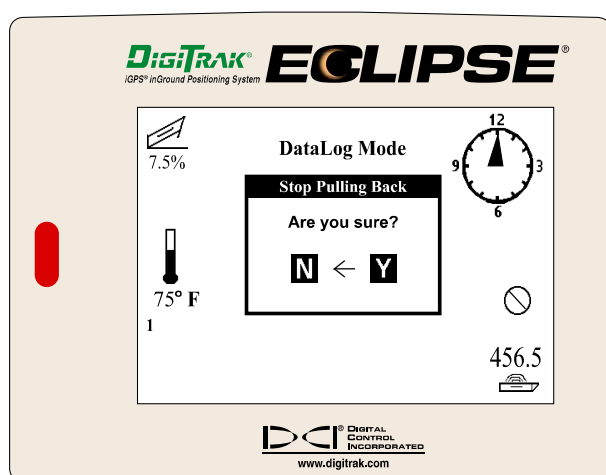 DIGITRAK®
iGPS® inGround Positioning System
ECLIPSE®
7.5%
DataLog Mode
12
9
3
6
Stop Pulling Back
Are you sure?
N ← Y
75° F
1
456.5
DCI® DIGITAL
CONTROL
INCORPORATED
www.digitrak.com